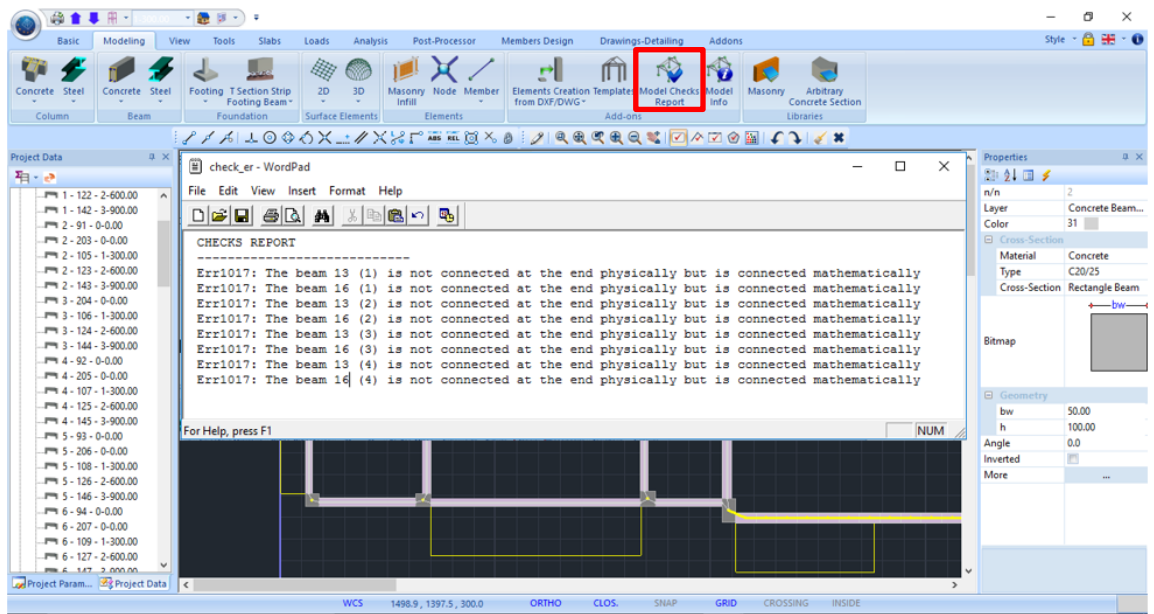 Style
Basic Modeling View Tools Slabs Loads Analysis Post-Processor Members Design Drawings-Detailing Addons
Concrete Steel Concrete Steel Footing T Section Strip Footing Beam 2D 3D Masonry Infill Node Member Elements Creation from DXF/DWG Templates Model Checks Report Model Info Masonry Arbitrary Concrete Section
Column Beam Foundation Surface Elements Elements Add-ons Libraries
ABS REL
Project Data
1 - 122 - 2-600.00
1 - 142 - 3-900.00
2 - 91 - 0-0.00
2 - 203 - 0-0.00
2 - 105 - 1-300.00
2 - 123 - 2-600.00
2 - 143 - 3-900.00
3 - 204 - 0-0.00
3 - 106 - 1-300.00
3 - 124 - 2-600.00
3 - 144 - 3-900.00
4 - 92 - 0-0.00
4 - 205 - 0-0.00
4 - 107 - 1-300.00
4 - 125 - 2-600.00
4 - 145 - 3-900.00
5 - 93 - 0-0.00
5 - 206 - 0-0.00
5 - 108 - 1-300.00
5 - 126 - 2-600.00
5 - 146 - 3-900.00
6 - 94 - 0-0.00
6 - 207 - 0-0.00
6 - 109 - 1-300.00
6 - 127 - 2-600.00
6 - 147 - 3-900.00
Project Param... Project Data
check_er - WordPad
File Edit View Insert Format Help
CHECKS REPORT
----------------------------
Err1017: The beam 13 (1) is not connected at the end physically but is connected mathematically
Err1017: The beam 16 (1) is not connected at the end physically but is connected mathematically
Err1017: The beam 13 (2) is not connected at the end physically but is connected mathematically
Err1017: The beam 16 (2) is not connected at the end physically but is connected mathematically
Err1017: The beam 13 (3) is not connected at the end physically but is connected mathematically
Err1017: The beam 16 (3) is not connected at the end physically but is connected mathematically
Err1017: The beam 13 (4) is not connected at the end physically but is connected mathematically
Err1017: The beam 16 (4) is not connected at the end physically but is connected mathematically
For Help, press F1 NUM
Properties
n/n 2
Layer Concrete Beam...
Color 31
Cross-Section
Material Concrete
Type C20/25
Cross-Section Rectangle Beam
Bitmap bw
Geometry
bw 50.00
h 100.00
Angle 0.0
Inverted
More ...
WCS 1498.9 , 1397.5 , 300.0 ORTHO CLOS. SNAP GRID CROSSING INSIDE